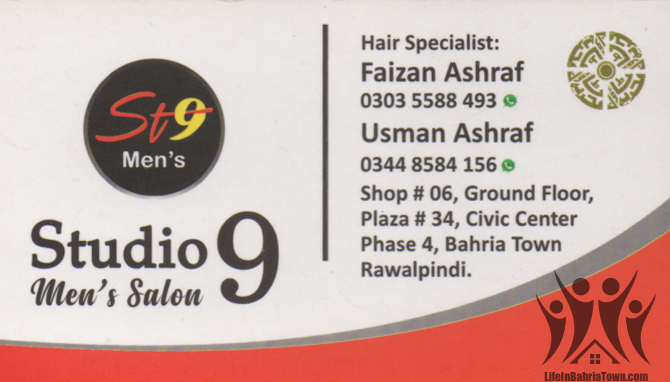 St9
Men's
Studio 9
Men's Salon
Hair Specialist:
Faizan Ashraf
0303 5588 493
Usman Ashraf
0344 8584 156
Shop # 06, Ground Floor,
Plaza # 34, Civic Center
Phase 4, Bahria Town
Rawalpindi.
LifeInBahriaTown.com